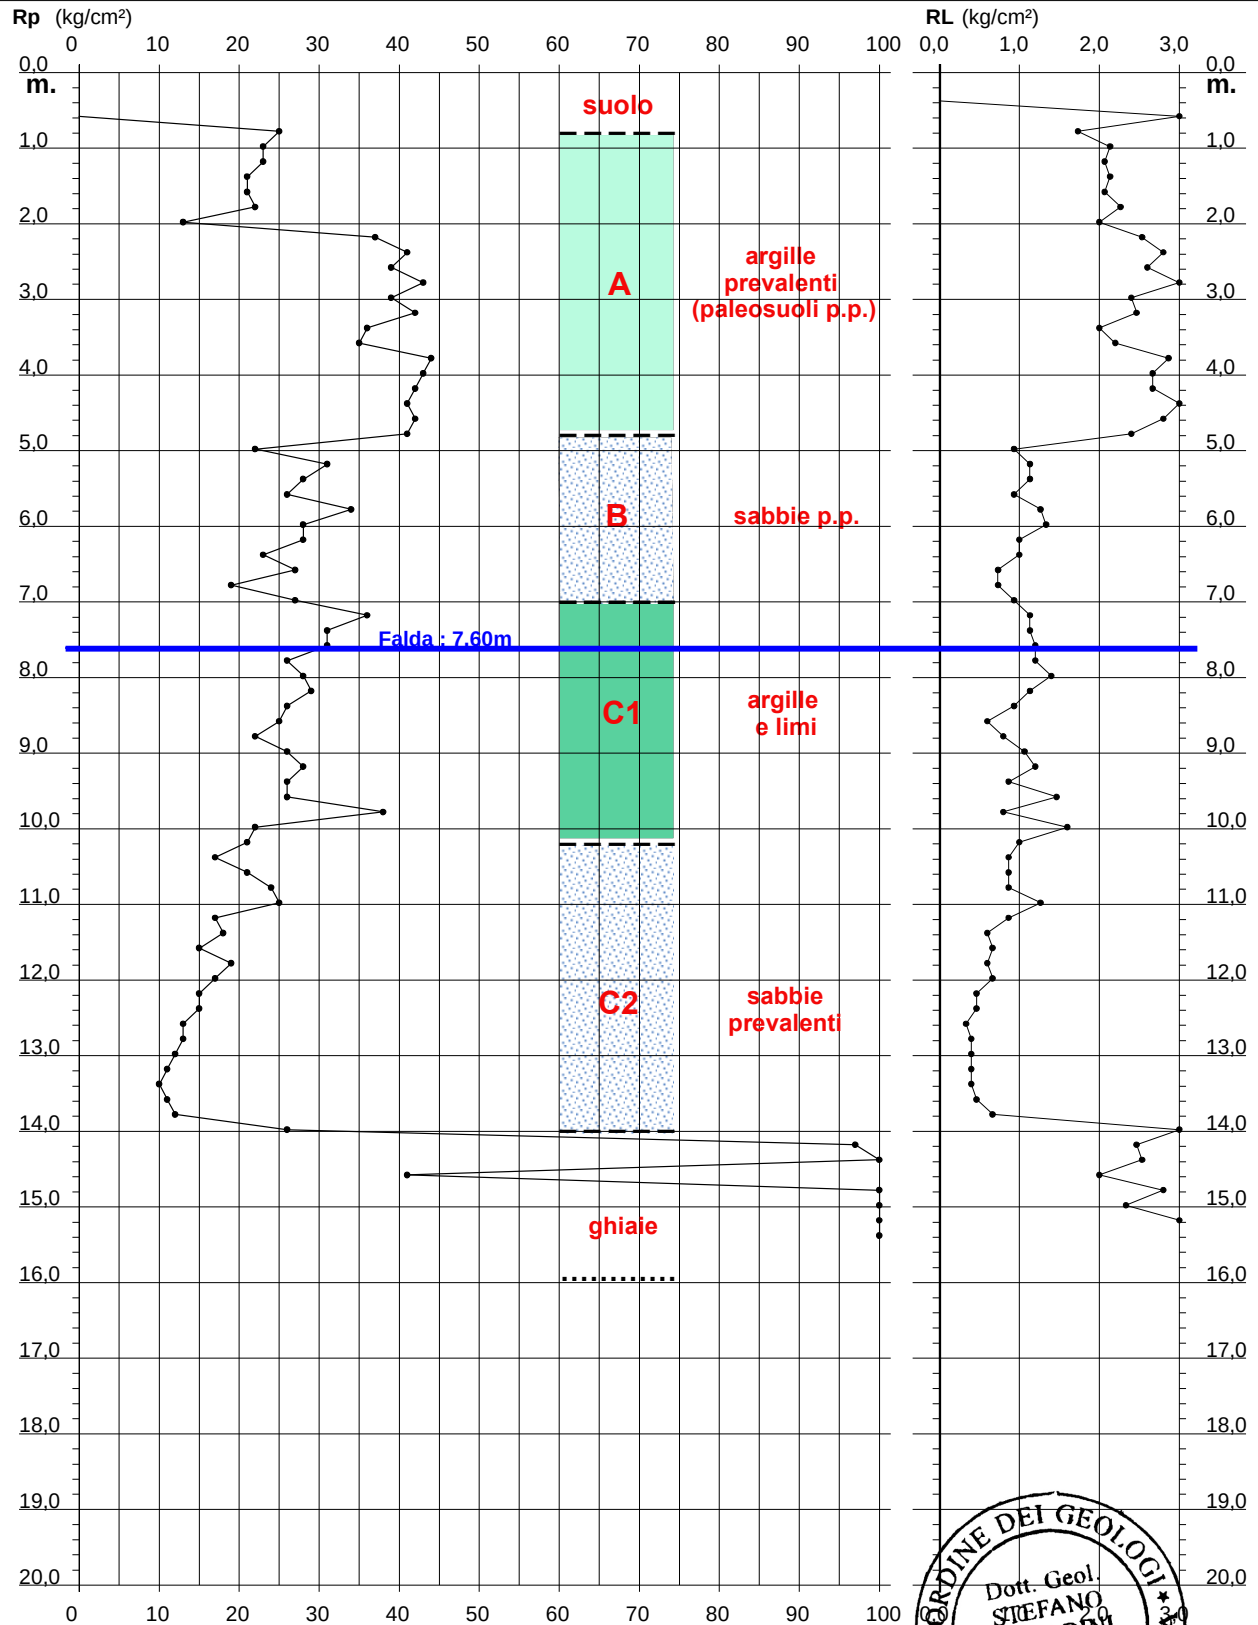 Rp (kg/cm²) RL (kg/cm²)
0 10 20 30 40 50 60 70 80 90 100 0,0 1,0 2,0 3,0
0,0 0,0
m. m.
suolo
1,0 1,0
2,0 2,0
argille
prevalenti
A
3,0 3,0
(paleosuoli p.p.)
4,0 4,0
5,0 5,0
B sabbie p.p.
6,0 6,0
7,0 7,0
Falda : 7.60m
8,0 8,0
argille
C1
e limi
9,0 9,0
10,0 10,0
11,0 11,0
12,0 12,0
sabbie
C2
prevalenti
13,0 13,0
14,0 14,0
15,0 15,0
ghiaie
16,0 16,0
17,0 17,0
18,0 18,0
19,0 19,0
ORDINE DEI GEOLOGI
20,0 20,0
Dott. Geol.
STEFANO
0 10 20 30 40 50 60 70 80 90 100 0,0 2,0 3,0